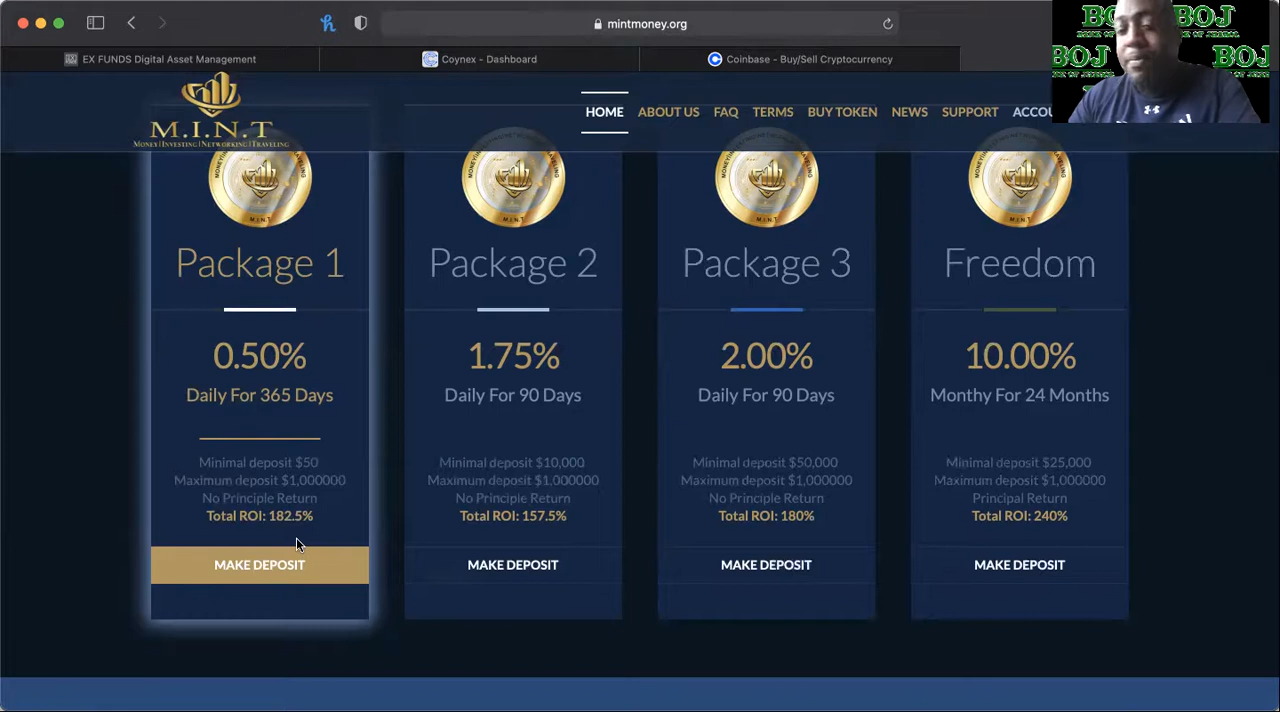 mintmoney.org
EX FUNDS Digital Asset Management
Coynex - Dashboard
Coinbase - Buy/Sell Cryptocurrency
BOJ
BOJ
BOJ
M.I.N.T
MONEY|INVESTING|NETWORKING|TRAVELING
HOME
ABOUT US
FAQ
TERMS
BUY TOKEN
NEWS
SUPPORT
ACCOU
M.I.N.T
M.I.N.T
M.I.N.T
M.I.N.T
Package 1
0.50%
Daily For 365 Days
Minimal deposit $50
Maximum deposit $1,000000
No Principle Return
Total ROI: 182.5%
MAKE DEPOSIT
Package 2
1.75%
Daily For 90 Days
Minimal deposit $10,000
Maximum deposit $1,000000
No Principle Return
Total ROI: 157.5%
MAKE DEPOSIT
Package 3
2.00%
Daily For 90 Days
Minimal deposit $50,000
Maximum deposit $1,000000
No Principle Return
Total ROI: 180%
MAKE DEPOSIT
Freedom
10.00%
Monthy For 24 Months
Minimal deposit $25,000
Maximum deposit $1,000000
Principal Return
Total ROI: 240%
MAKE DEPOSIT